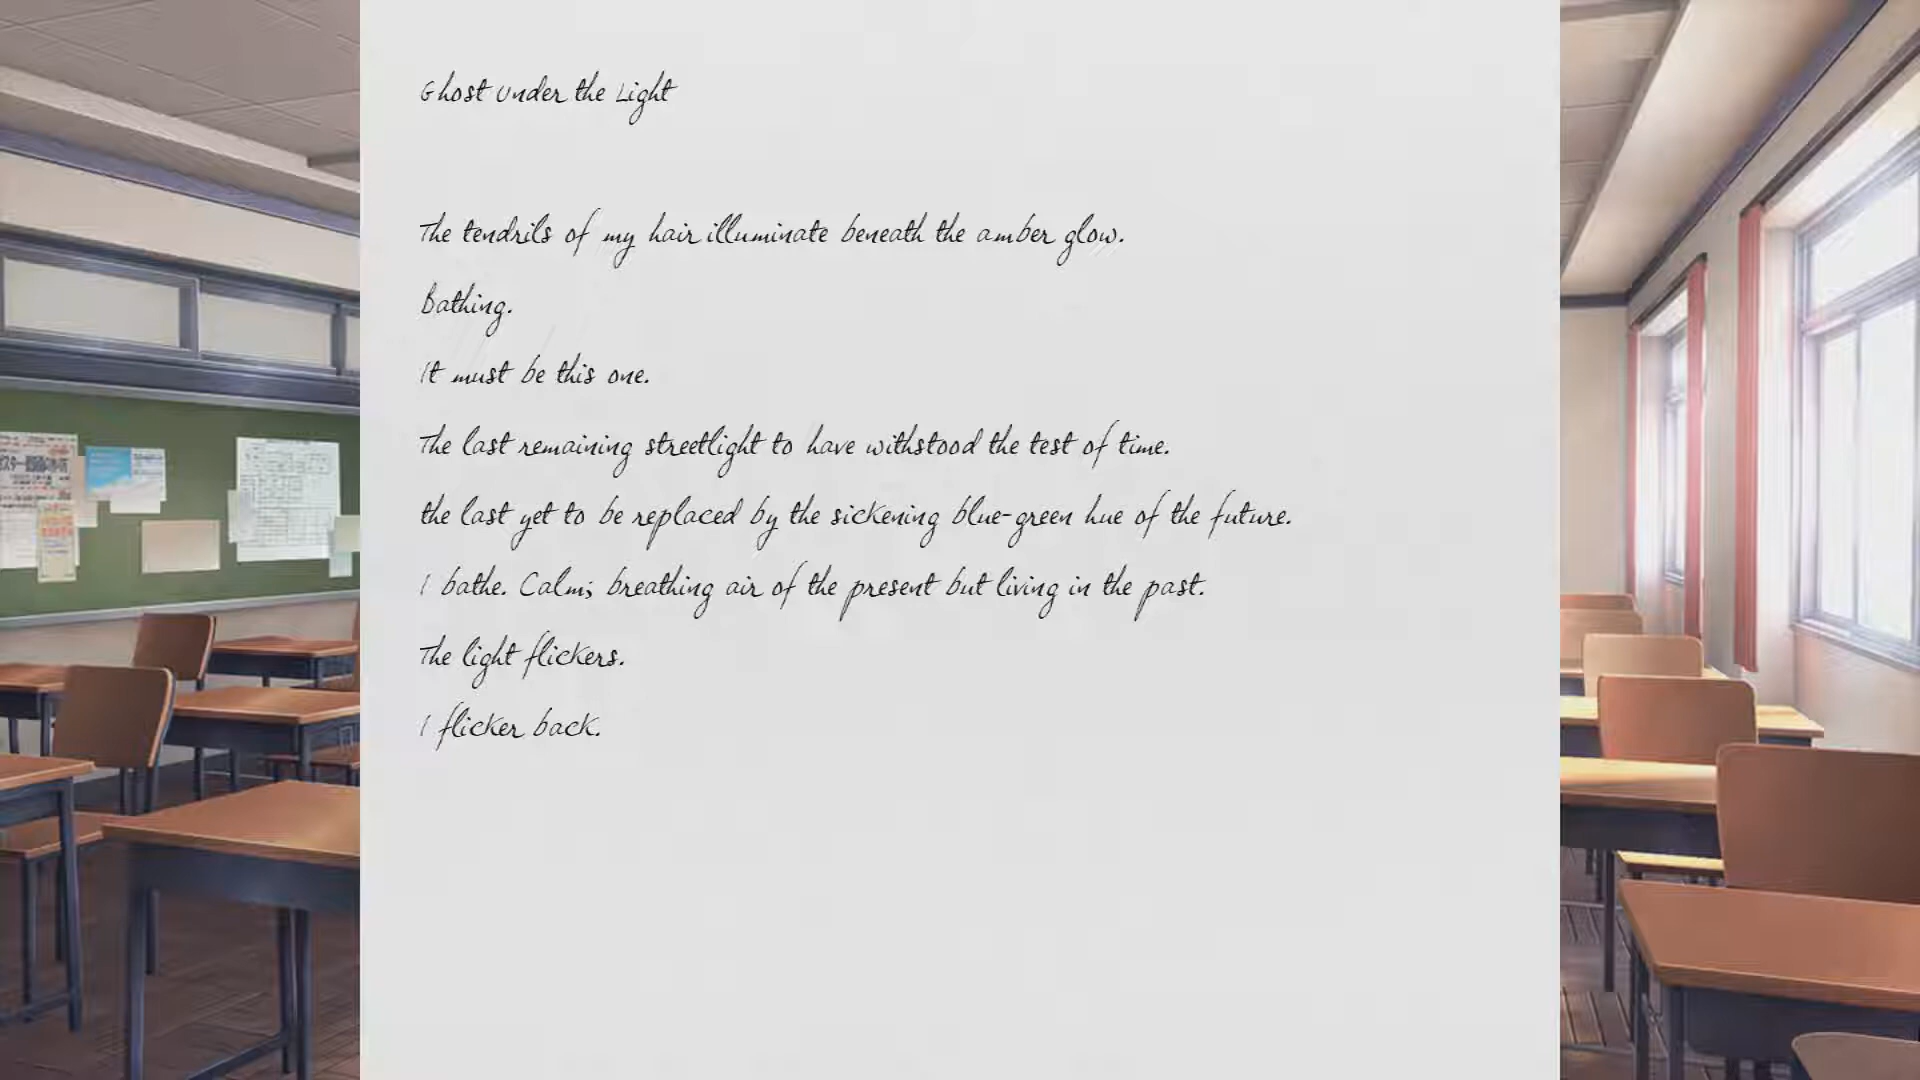 Ghost Under the Light
The tendrils of my hair illuminate beneath the amber glow.
Bathing.
It must be this one.
The last remaining streetlight to have withstood the test of time.
the last yet to be replaced by the sickening blue-green hue of the future.
I bathe. Calm; breathing air of the present but living in the past.
The light flickers.
I flicker back.